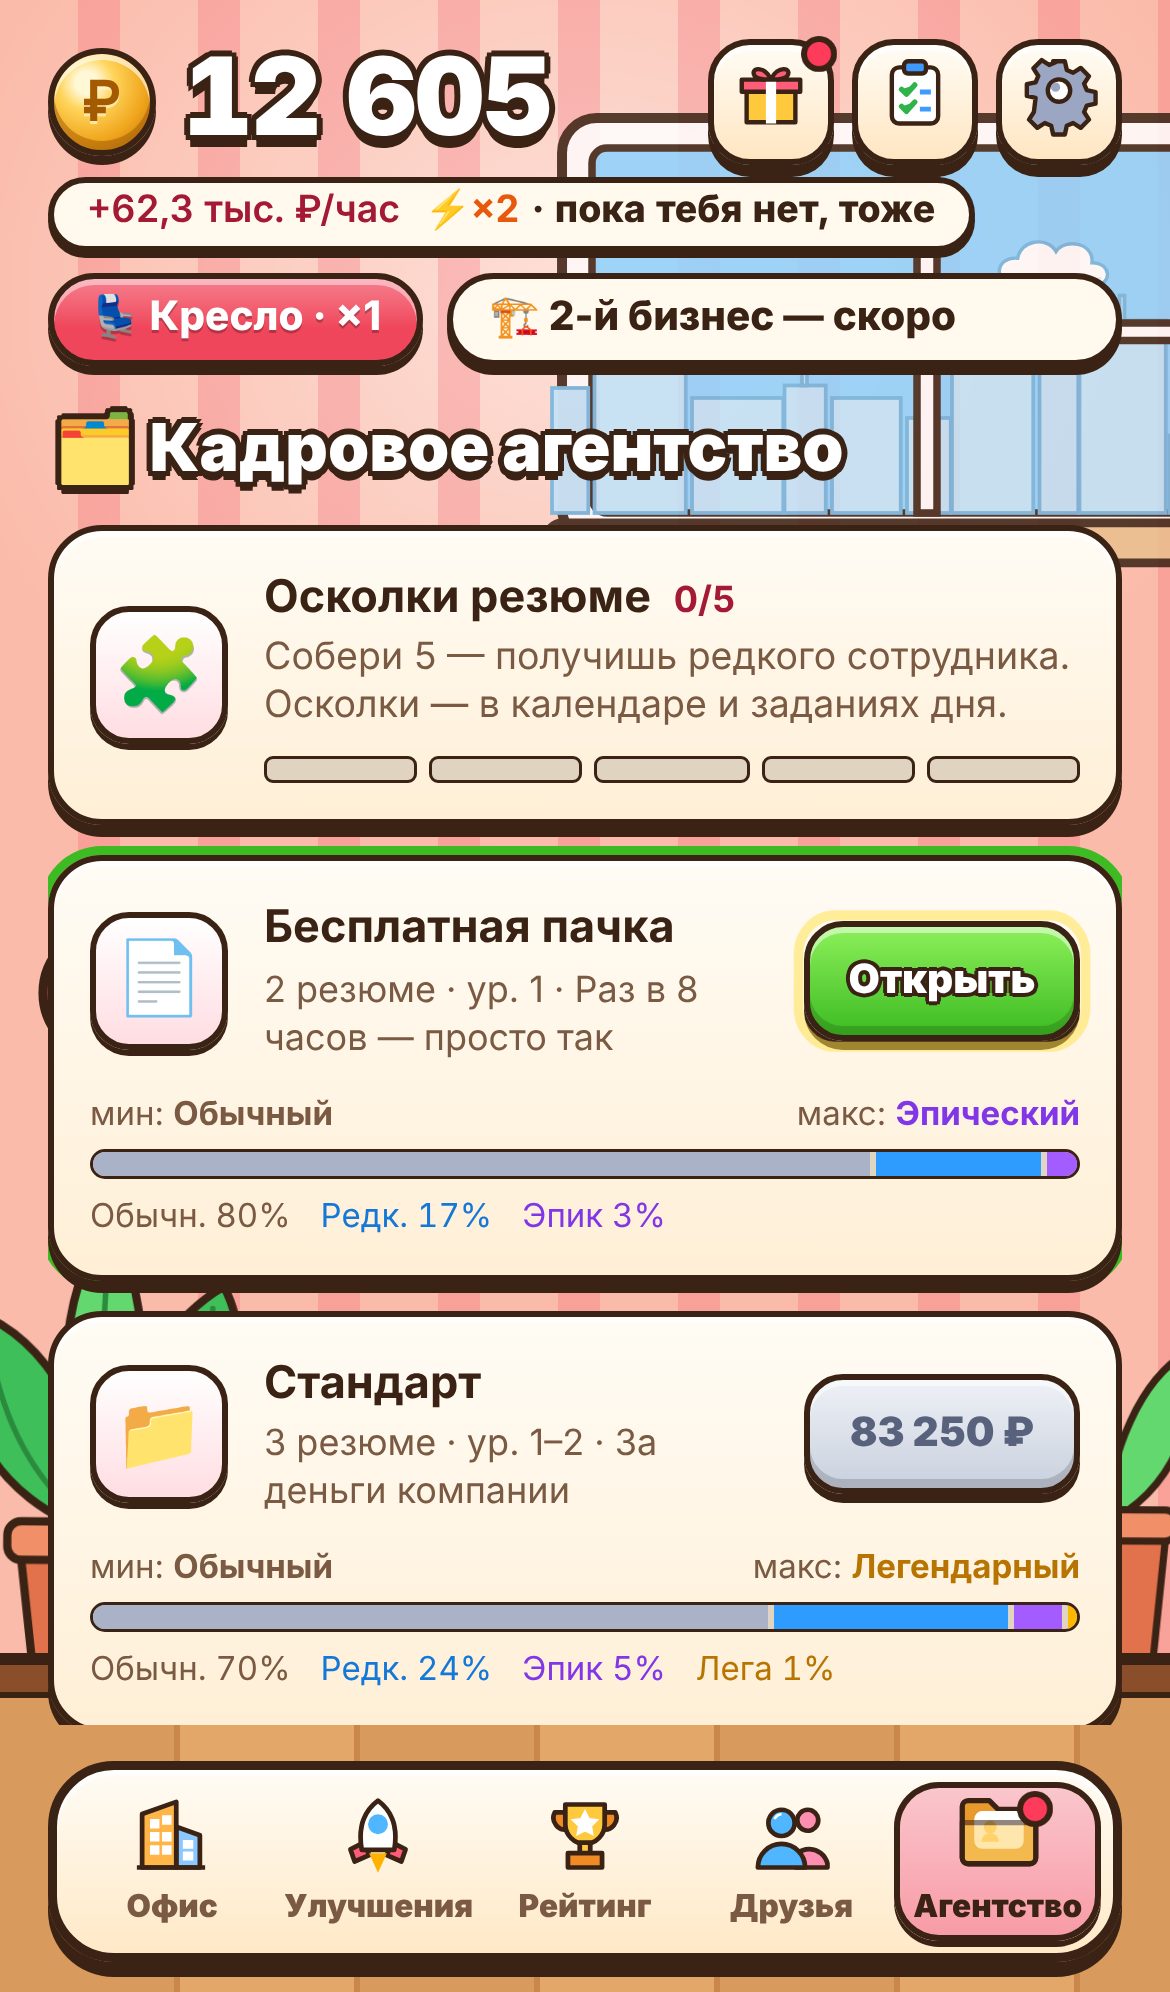 ₽ 12 605
+62,3 тыс. ₽/час ⚡×2 · пока тебя нет, тоже
Кресло · ×1
2-й бизнес — скоро
Кадровое агентство
Осколки резюме 0/5
Собери 5 — получишь редкого сотрудника.
Осколки — в календаре и заданиях дня.
Бесплатная пачка
2 резюме · ур. 1 · Раз в 8
часов — просто так
Открыть
мин: Обычный
макс: Эпический
Обычн. 80% Редк. 17% Эпик 3%
Стандарт
3 резюме · ур. 1–2 · За
деньги компании
83 250 ₽
мин: Обычный
макс: Легендарный
Обычн. 70% Редк. 24% Эпик 5% Лега 1%
Офис
Улучшения
Рейтинг
Друзья
Агентство